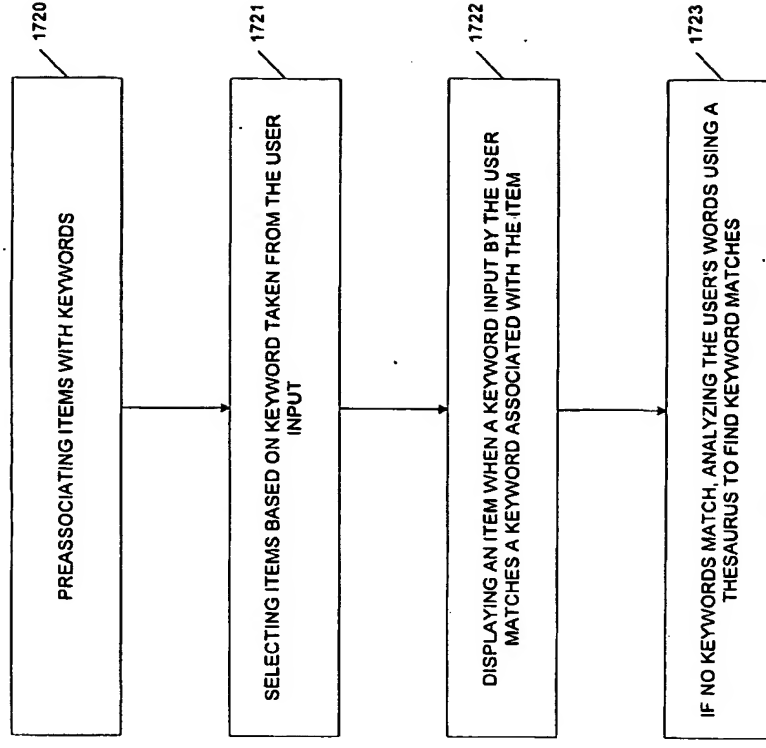 1720
PREASSOCIATING ITEMS WITH KEYWORDS
1721
SELECTING ITEMS BASED ON KEYWORD TAKEN FROM THE USER
INPUT
1722
DISPLAYING AN ITEM WHEN A KEYWORD INPUT BY THE USER
MATCHES A KEYWORD ASSOCIATED WITH THE ITEM
1723
IF NO KEYWORDS MATCH, ANALYZING THE USER'S WORDS USING A
THESAURUS TO FIND KEYWORD MATCHES